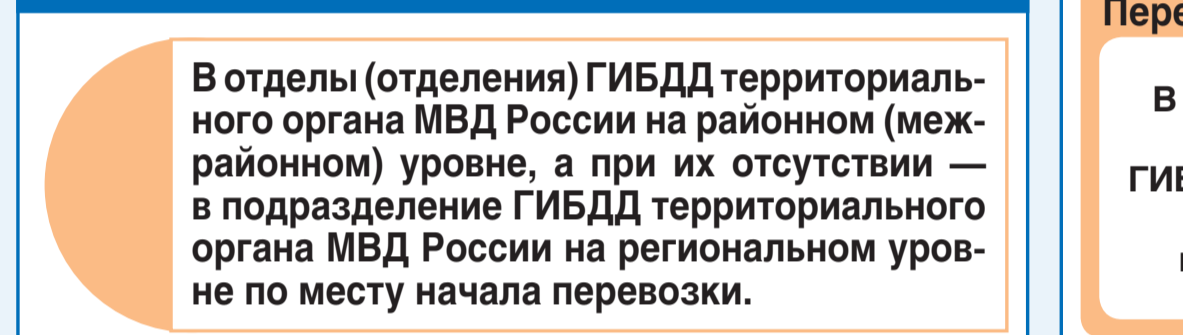 В отделы (отделения) ГИБДД территориаль-
ного органа МВД России на районном (меж-
районном) уровне, а при их отсутствии —
в подразделение ГИБДД территориального
органа МВД России на региональном уров-
не по месту начала перевозки.
В